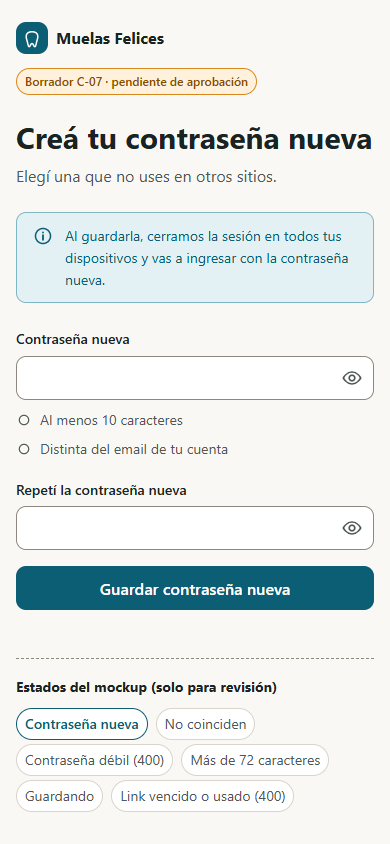 Muelas Felices
Borrador C-07 · pendiente de aprobación
Creá tu contraseña nueva
Elegí una que no uses en otros sitios.
Al guardarla, cerramos la sesión en todos tus
dispositivos y vas a ingresar con la contraseña
nueva.
Contraseña nueva
Al menos 10 caracteres
Distinta del email de tu cuenta
Repetí la contraseña nueva
Guardar contraseña nueva
Estados del mockup (solo para revisión)
Contraseña nueva
No coinciden
Contraseña débil (400)
Más de 72 caracteres
Guardando
Link vencido o usado (400)